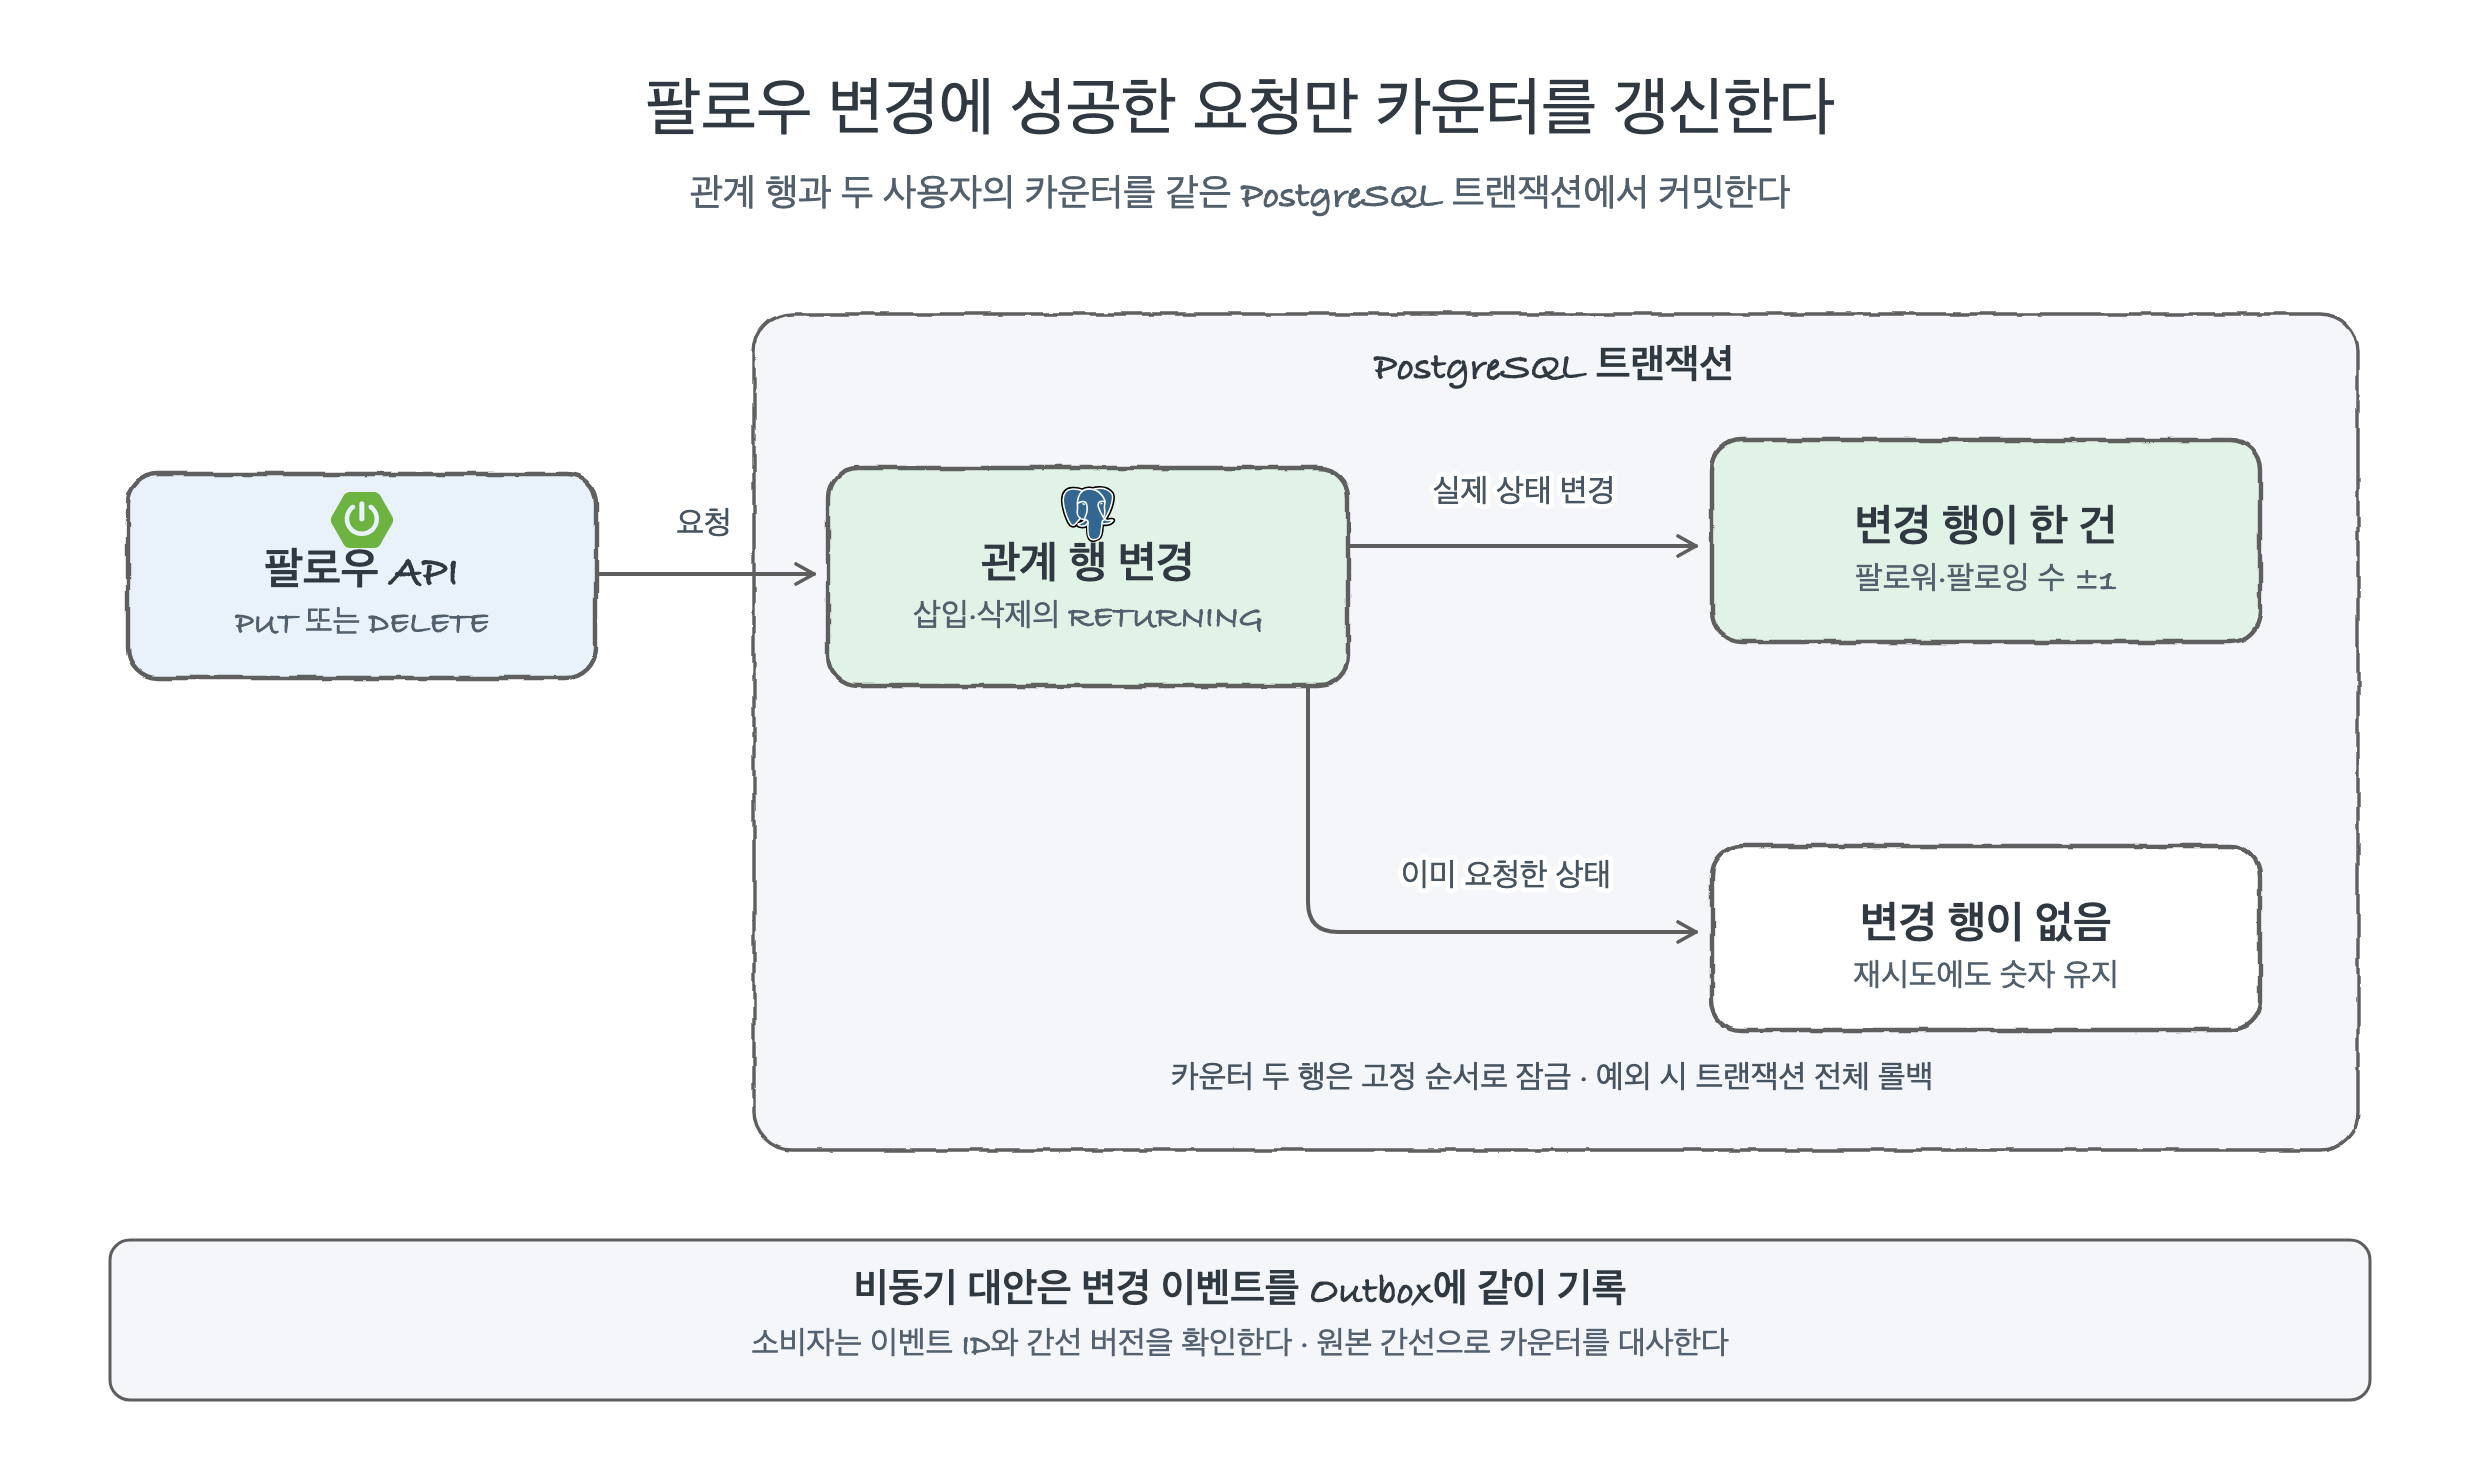 팔로우 변경에 성공한 요청만 카운터를 갱신한다
관계 행과 두 사용자의 카운터를 같은 PostgreSQL 트랜잭션에서 커밋한다
PostgreSQL 트랜잭션
팔로우 API
PUT 또는 DELETE
요청
관계 행 변경
삽입·삭제의 RETURNING
실제 상태 변경
변경 행이 한 건
팔로워·팔로잉 수 ±1
이미 요청한 상태
변경 행이 없음
재시도에도 숫자 유지
카운터 두 행은 고정 순서로 잠금 · 예외 시 트랜잭션 전체 롤백
비동기 대안은 변경 이벤트를 Outbox에 같이 기록
소비자는 이벤트 ID와 간선 버전을 확인한다 · 원본 간선으로 카운터를 대사한다